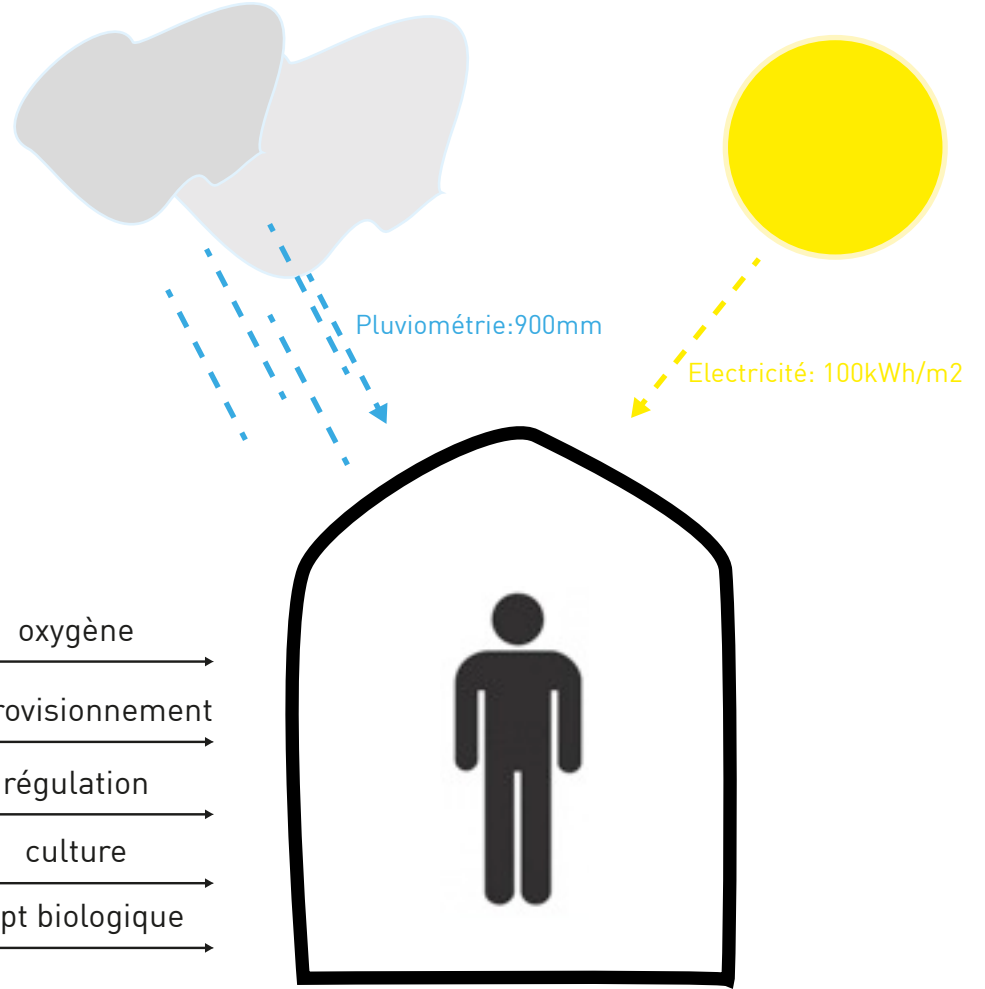 Pluviométrie:900mm
Electricité: 100kWh/m2
oxygène
rovisionnement
régulation
culture
pt biologique